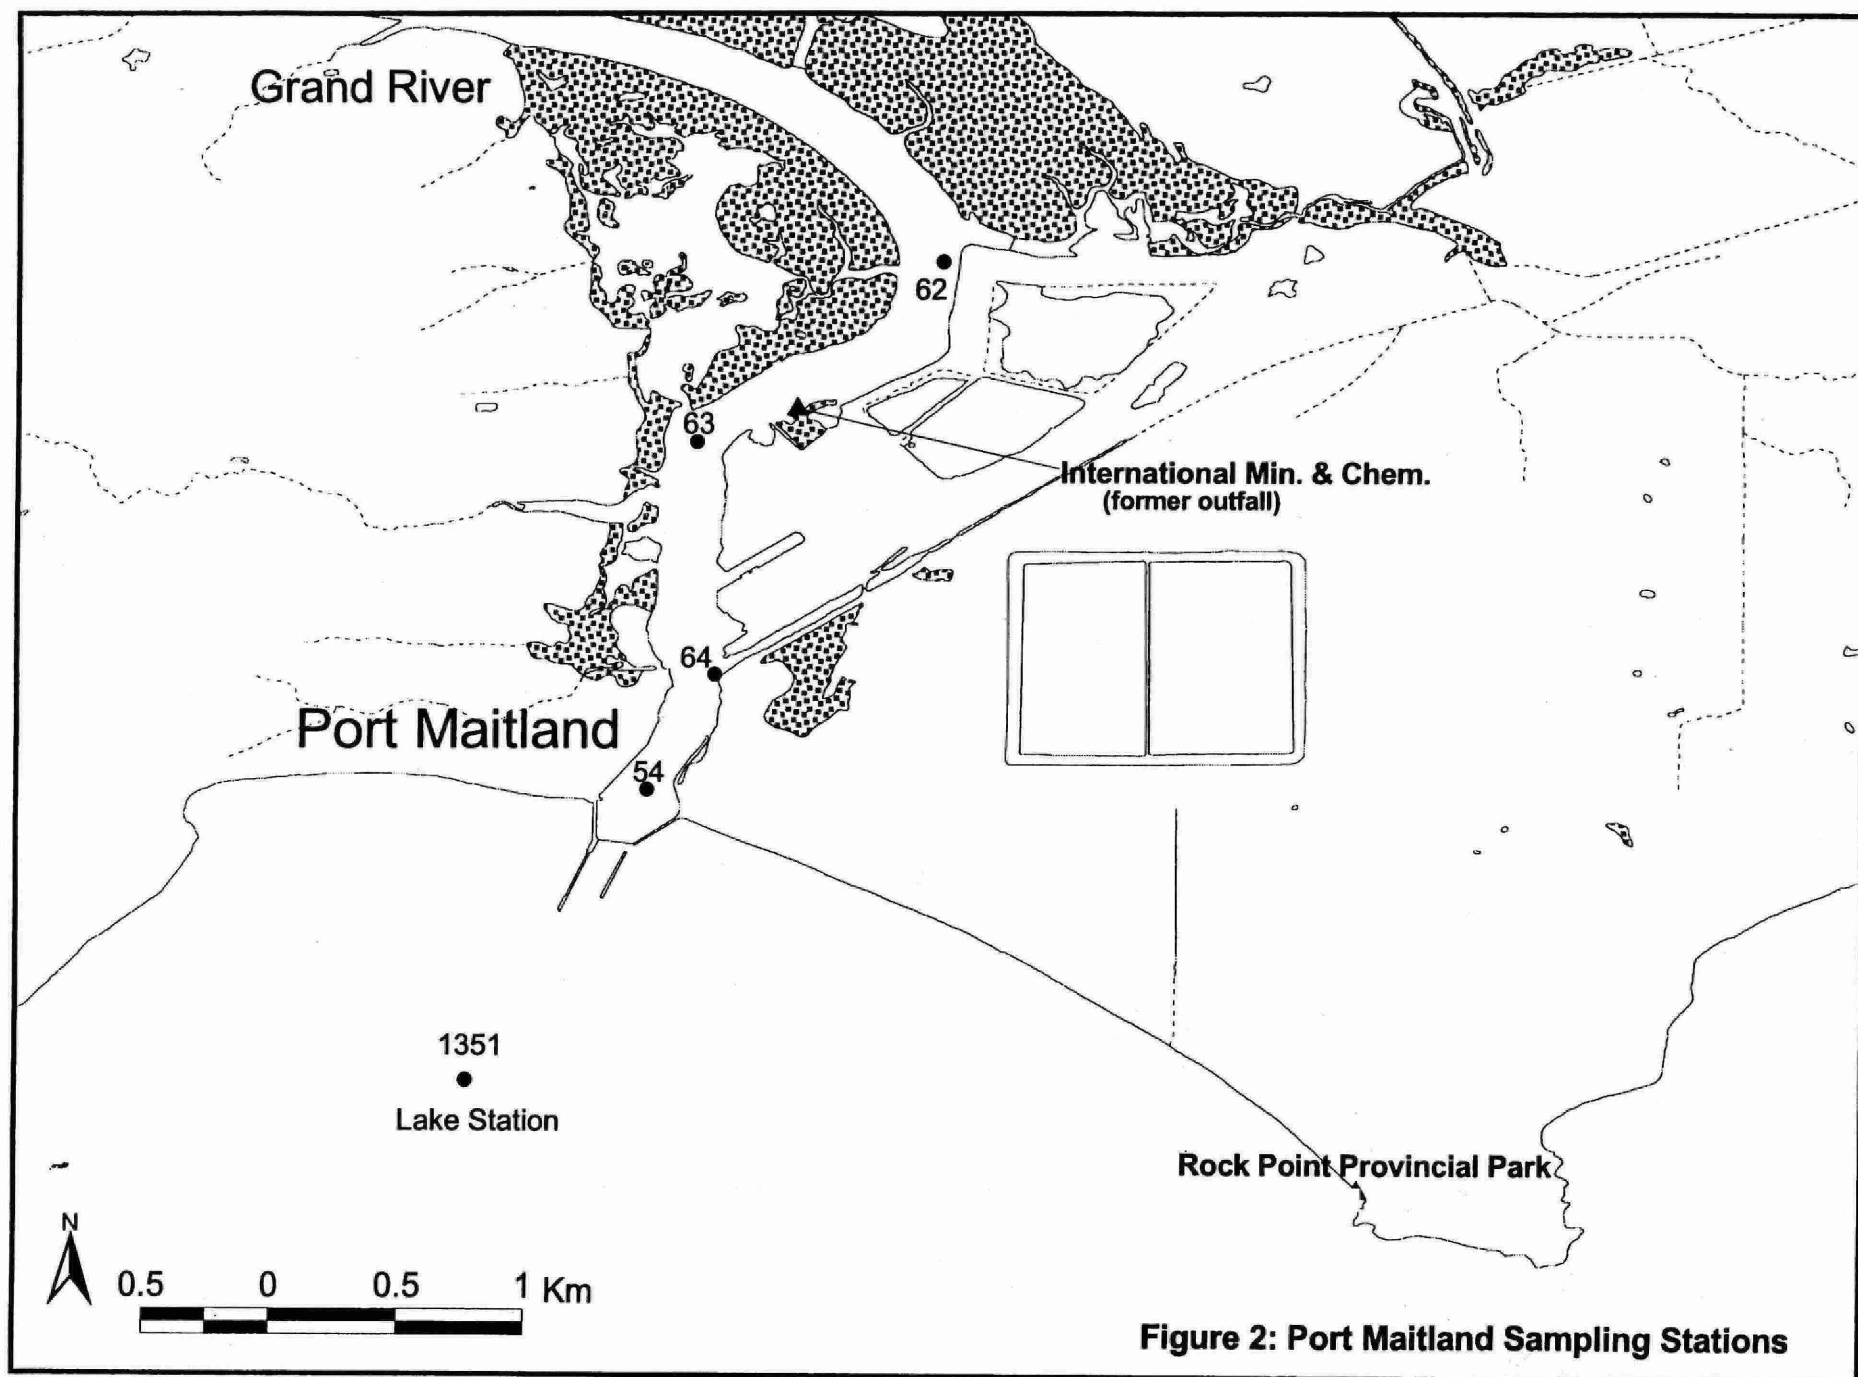 Grand River
62
63
International Min. & Chem.
(former outfall)
64
Port Maitland
54
1351
Lake Station
Rock Point Provincial Park
N
0.5 0 0.5 1 Km
Figure 2: Port Maitland Sampling Stations